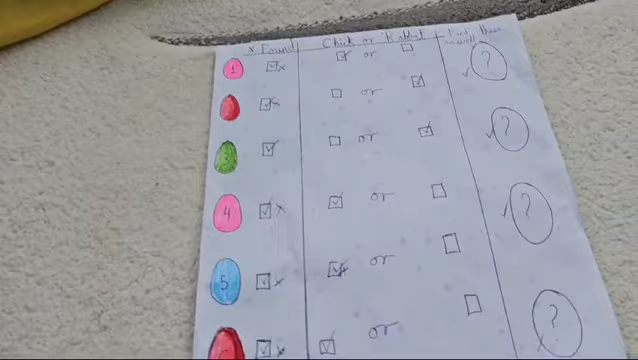 x Found Chick or Rabbit
1 or ?
or
3 or ?
4 or ?
5 or
or ?